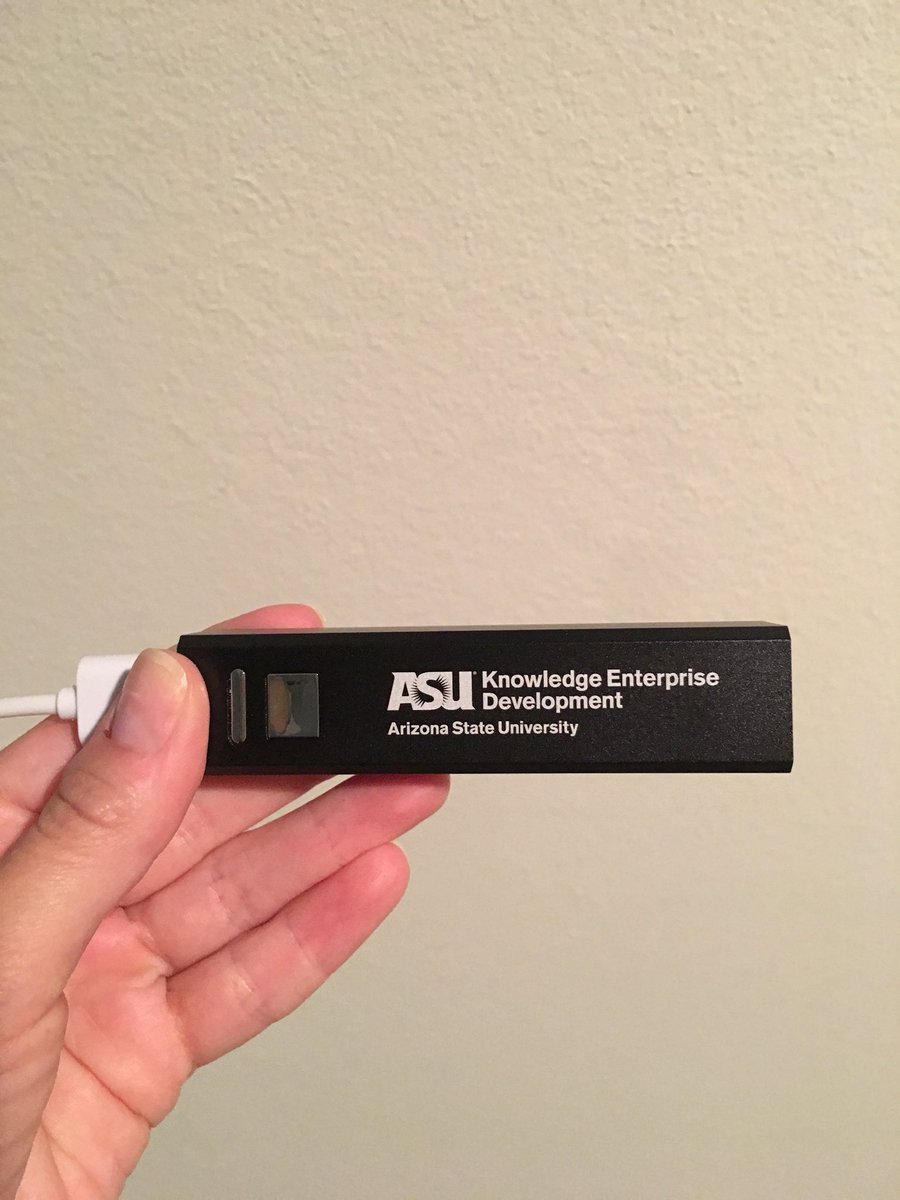 ASU Knowledge Enterprise
Development
Arizona State University